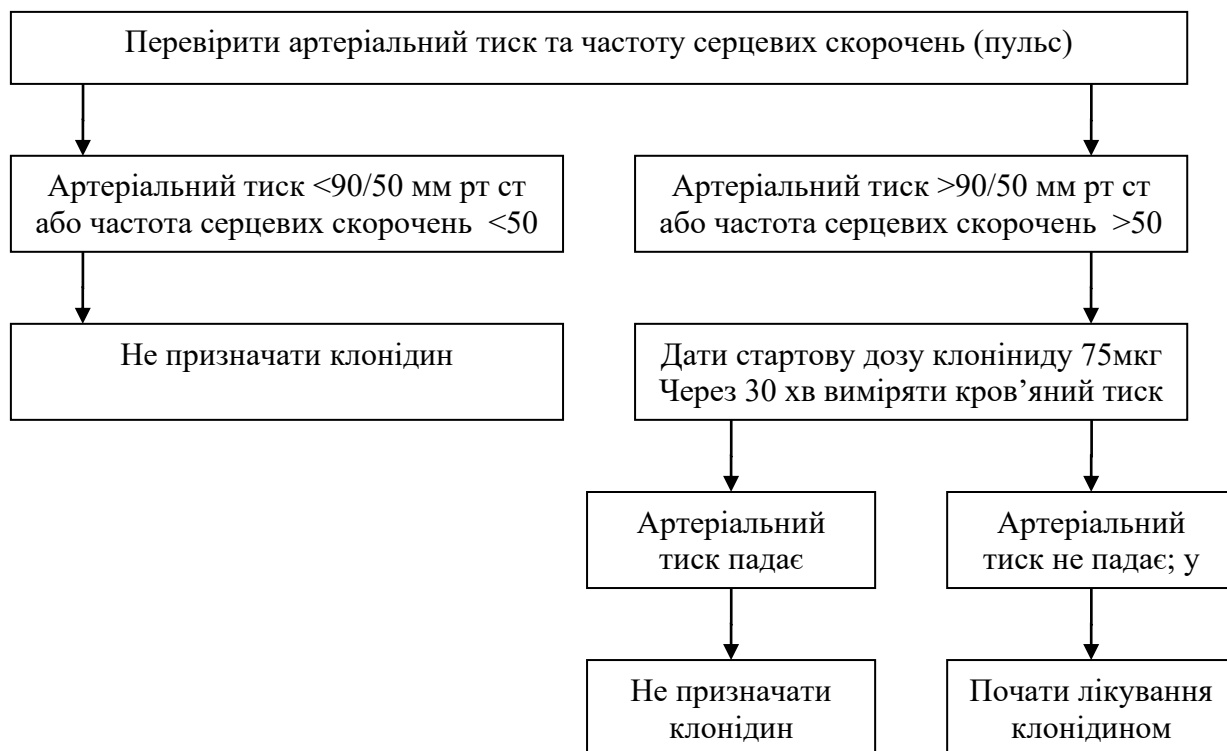 Перевірити артеріальний тиск та частоту серцевих скорочень (пульс)
Артеріальний тиск <90/50 мм рт ст
або частота серцевих скорочень <50
Артеріальний тиск >90/50 мм рт ст
або частота серцевих скорочень >50
Не призначати клонідин
Дати стартову дозу клоніниду 75мкг
Через 30 хв виміряти кров’яний тиск
Артеріальний
тиск падає
Артеріальний
тиск не падає; у
Не призначати
клонідин
Почати лікування
клонідином